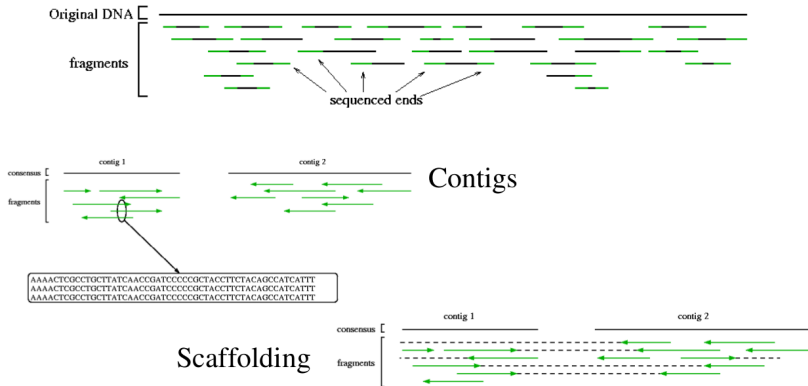 Original DNA
fragments
sequenced ends
contig 1
contig 2
consensus
Contigs
fragments
AAAACTCGCCTGCTTATCAACCGATCCCCCGCTACCTTCTACAGCCATCATTT
AAAACTCGCCTGCTTATCAACCGATCCCCCGCTACCTTCTACAGCCATCATTT
AAAACTCGCCTGCTTATCAACCGATCCCCCGCTACCTTCTACAGCCATCATTT
contig 1
contig 2
consensus
Scaffolding
fragments